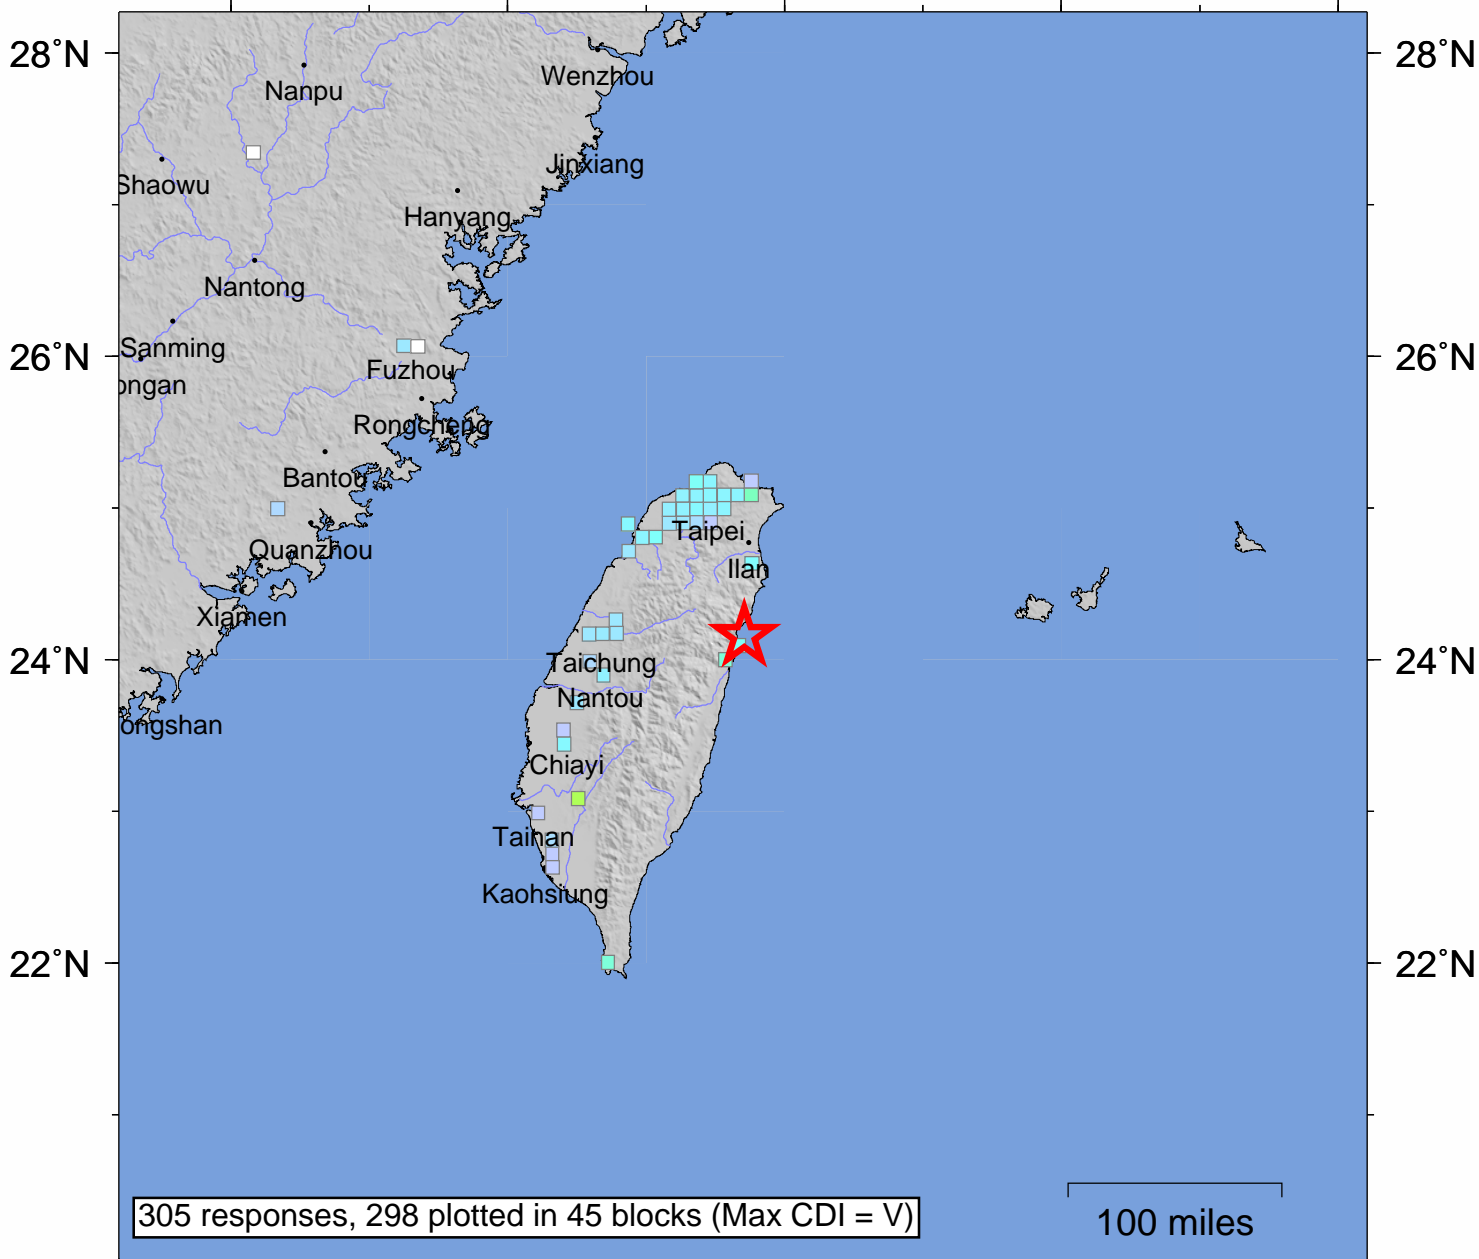 28°N
28°N
Wenzhou
Nanpu
Jinxiang
Shaowu
Hanyang
Nantong
Sanming
26°N
26°N
Fuzhou
ongan
Rongcheng
Bantou
Taipei
Quanzhou
Ilan
Xiamen
24°N
24°N
Taichung
Nantou
ongshan
Chiayi
Tainan
Kaohsiung
22°N
22°N
305 responses, 298 plotted in 45 blocks (Max CDI = V)
100 miles